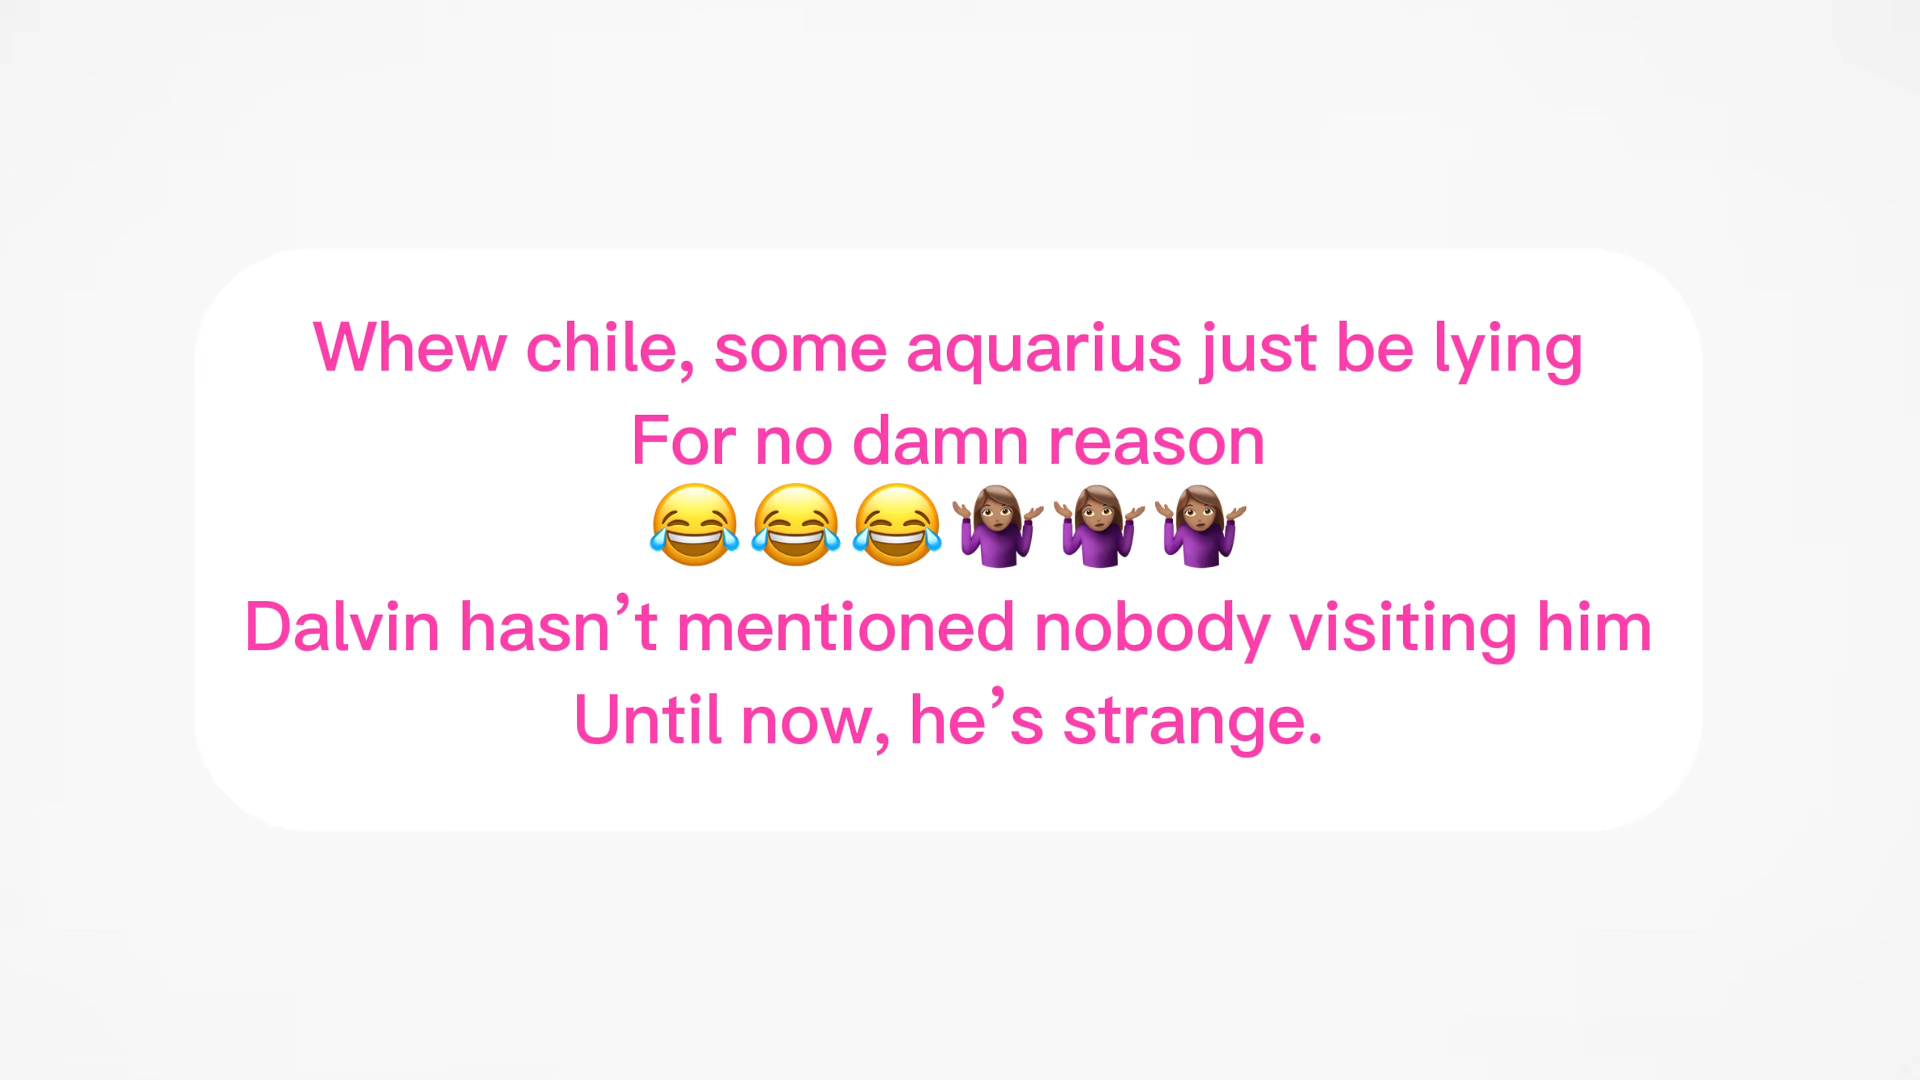 Whew chile, some aquarius just be lying
For no damn reason
😂😂😂🤷🏽‍♀️🤷🏽‍♀️🤷🏽‍♀️
Dalvin hasn’t mentioned nobody visiting him
Until now, he’s strange.